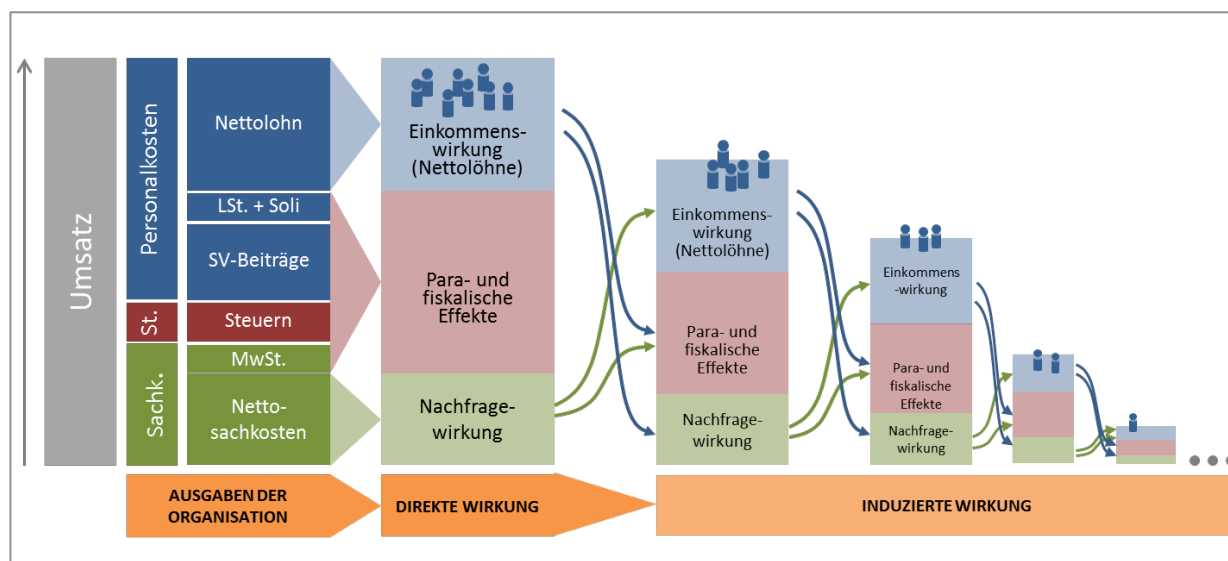 Umsatz
Personalkosten
St.
Sachk.
Nettolohn
LSt. + Soli
SV-Beiträge
Steuern
MwSt.
Netto-
sachkosten
Einkommens-
wirkung
(Nettolöhne)
Para- und
fiskalische
Effekte
Nachfrage-
wirkung
Einkommens-
wirkung
(Nettolöhne)
Para- und
fiskalische
Effekte
Nachfrage-
wirkung
Einkommens
-wirkung
Para- und
fiskalische
Effekte
Nachfrage-
wirkung
AUSGABEN DER
ORGANISATION
DIREKTE WIRKUNG
INDUZIERTE WIRKUNG